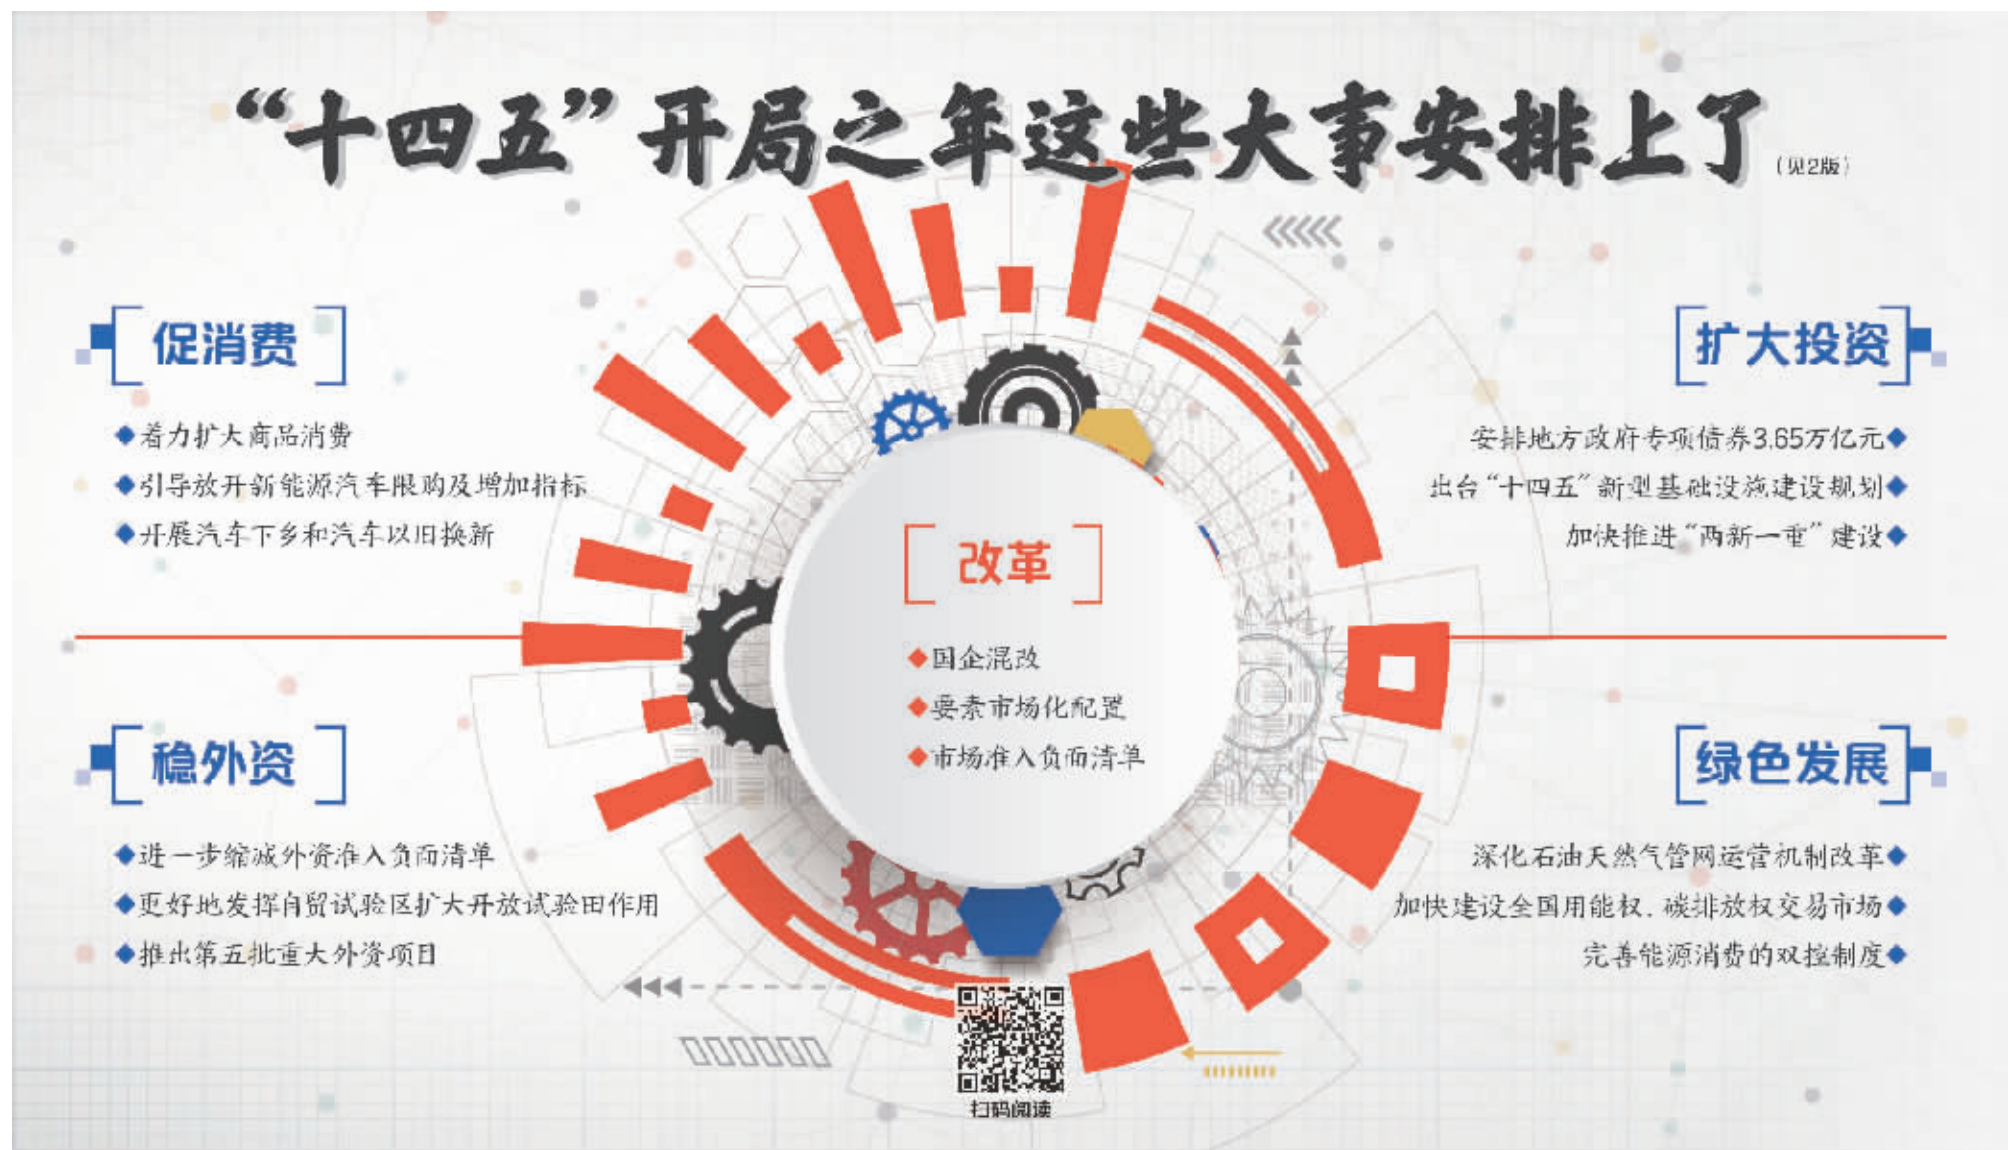 “十四五”开局之年这些大事安排上了
(见2版)
促消费
着力扩大商品消费
引导放开新能源汽车限购及增加指标
开展汽车下乡和汽车以旧换新
扩大投资
安排地方政府专项债券3.65万亿元
出台“十四五”新型基础设施建设规划
加快推进“两新一重”建设
改革
国企混改
要素市场化配置
市场准入负面清单
稳外资
进一步缩减外资准入负面清单
更好地发挥自贸试验区扩大开放试验田作用
推出第五批重大外资项目
绿色发展
深化石油天然气管网运营机制改革
加快建设全国用能权、碳排放权交易市场
完善能源消费的双控制度
扫码阅读